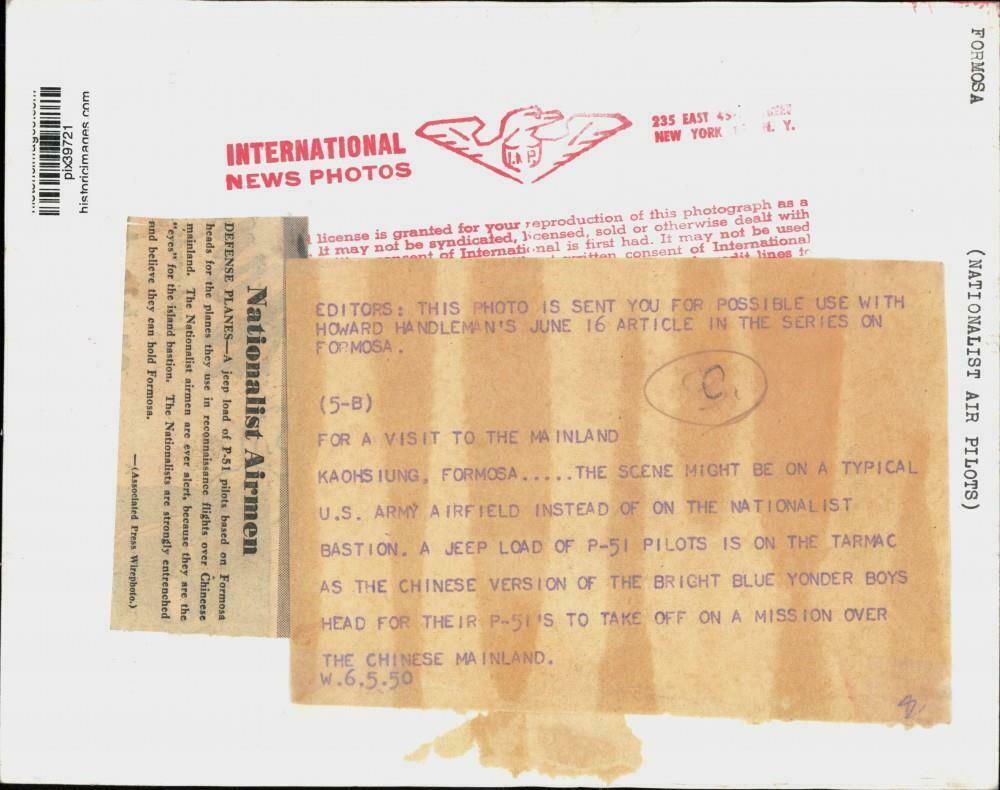 FORMOSA
(NATIONALIST AIR PILOTS)
pix39721
historicimages.com
INTERNATIONAL
NEWS PHOTOS
I.N.P.
235 EAST 45
NEW YORK N. Y.
license is granted for your reproduction of this photograph as a
It may not be syndicated, licensed, sold or otherwise dealt with
consent of International is first had. It may not be used
written consent of International
credit lines
EDITORS: THIS PHOTO IS SENT YOU FOR POSSIBLE USE WITH
HOWARD HANDLEMAN'S JUNE 16 ARTICLE IN THE SERIES ON
FORMOSA.
C
(5-B)
FOR A VISIT TO THE MAINLAND
KAOHSIUNG, FORMOSA.....THE SCENE MIGHT BE ON A TYPICAL
U.S. ARMY AIRFIELD INSTEAD OF ON THE NATIONALIST
BASTION. A JEEP LOAD OF P-51 PILOTS IS ON THE TARMAC
AS THE CHINESE VERSION OF THE BRIGHT BLUE YONDER BOYS
HEAD FOR THEIR P-51'S TO TAKE OFF ON A MISSION OVER
THE CHINESE MAINLAND.
W.6.5.50
Nationalist Airmen
DEFENSE PLANES—A jeep load of P-51 pilots based on Formosa
heads for the planes they use in reconnaissance flights over Chineese
mainland. The Nationalist airmen are ever alert, because they are the
"eyes" for the island bastion. The Nationalists are strongly entrenched
and believe they can hold Formosa.
—(Associated Press Wirephoto.)